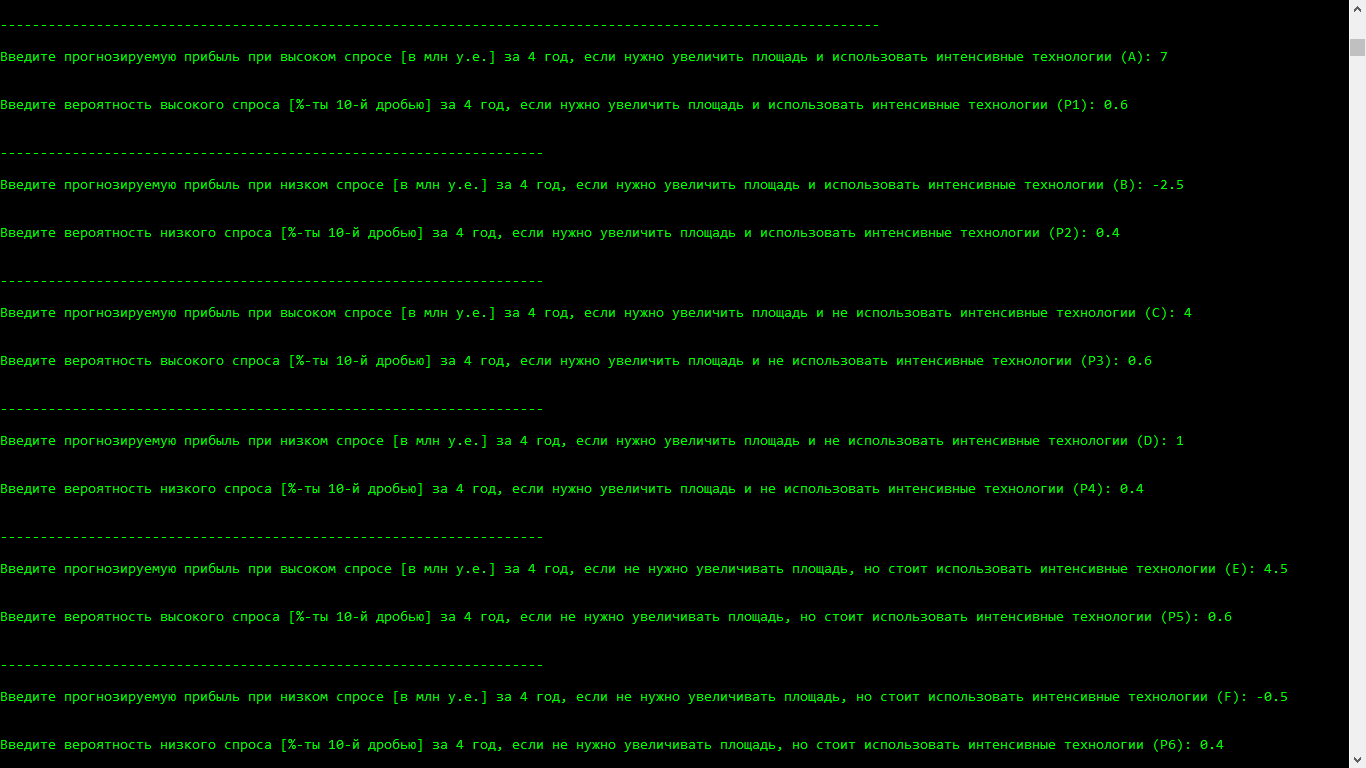 Введите прогнозируемую прибыль при высоком спросе [в млн у.е.] за 4 год, если нужно увеличить площадь и использовать интенсивные технологии (A): 7
Введите вероятность высокого спроса [%-ты 10-й дробью] за 4 год, если нужно увеличить площадь и использовать интенсивные технологии (P1): 0.6
Введите прогнозируемую прибыль при низком спросе [в млн у.е.] за 4 год, если нужно увеличить площадь и использовать интенсивные технологии (B): -2.5
Введите вероятность низкого спроса [%-ты 10-й дробью] за 4 год, если нужно увеличить площадь и использовать интенсивные технологии (P2): 0.4
Введите прогнозируемую прибыль при высоком спросе [в млн у.е.] за 4 год, если нужно увеличить площадь и не использовать интенсивные технологии (C): 4
Введите вероятность высокого спроса [%-ты 10-й дробью] за 4 год, если нужно увеличить площадь и не использовать интенсивные технологии (P3): 0.6
Введите прогнозируемую прибыль при низком спросе [в млн у.е.] за 4 год, если нужно увеличить площадь и не использовать интенсивные технологии (D): 1
Введите вероятность низкого спроса [%-ты 10-й дробью] за 4 год, если нужно увеличить площадь и не использовать интенсивные технологии (P4): 0.4
Введите прогнозируемую прибыль при высоком спросе [в млн у.е.] за 4 год, если не нужно увеличивать площадь, но стоит использовать интенсивные технологии (E): 4.5
Введите вероятность высокого спроса [%-ты 10-й дробью] за 4 год, если не нужно увеличивать площадь, но стоит использовать интенсивные технологии (P5): 0.6
Введите прогнозируемую прибыль при низком спросе [в млн у.е.] за 4 год, если не нужно увеличивать площадь, но стоит использовать интенсивные технологии (F): -0.5
Введите вероятность низкого спроса [%-ты 10-й дробью] за 4 год, если не нужно увеличивать площадь, но стоит использовать интенсивные технологии (P6): 0.4